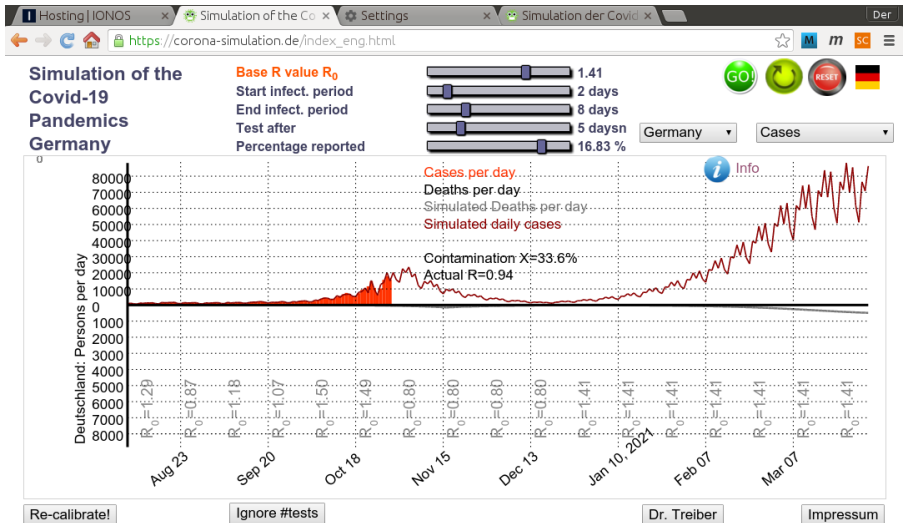 Hosting | IONOS
Simulation of the Co
Settings
Simulation der Covid
Der
https://corona-simulation.de/index_eng.html
M
m
SC
Simulation of the
Covid-19
Pandemics
Germany
Base R value R0
1.41
Start infect. period
2 days
End infect. period
8 days
Test after
5 daysn
Percentage reported
16.83 %
GO!
RESET
Germany
Cases
0
80000
70000
60000
50000
40000
30000
20000
10000
0
1000
2000
3000
4000
5000
6000
7000
8000
Deutschland: Persons per day
Cases per day
Deaths per day
Simulated Deaths per day
Simulated daily cases
Contamination X=33.6%
Actual R=0.94
i
Info
R0=1.29
R0=0.87
R0=1.18
R0=1.07
R0=1.50
R0=1.49
R0=0.80
R0=0.80
R0=0.80
R0=0.80
R0=1.41
R0=1.41
R0=1.41
R0=1.41
R0=1.41
R0=1.41
R0=1.41
Aug 23
Sep 20
Oct 18
Nov 15
Dec 13
Jan 10, 2021
Feb 07
Mar 07
Re-calibrate!
Ignore #tests
Dr. Treiber
Impressum